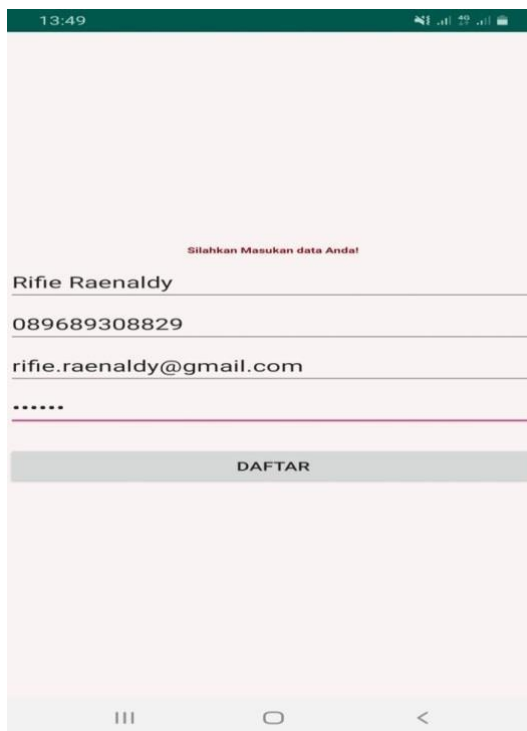 13:49
Silahkan Masukan data Anda!
Rifie Raenaldy
089689308829
rifie.raenaldy@gmail.com
••••••
DAFTAR